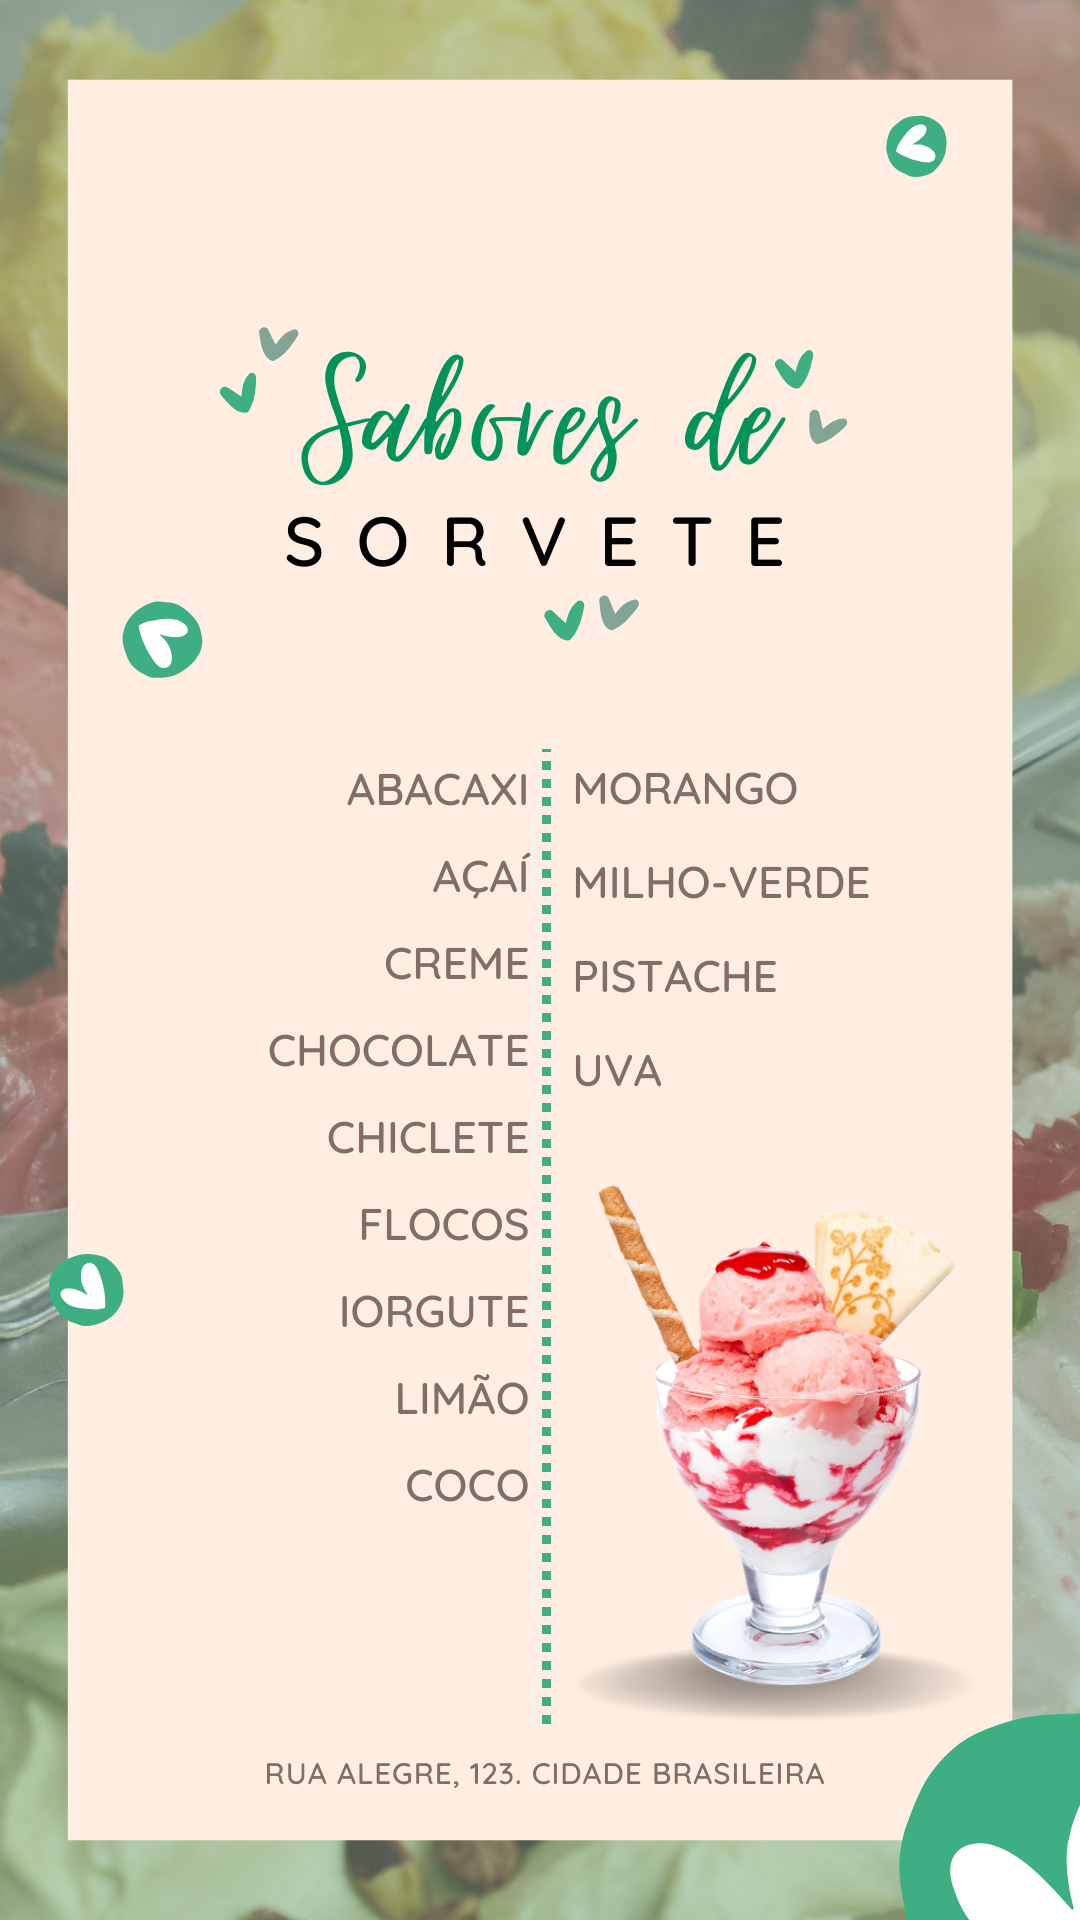 Sabores de
SORVETE
ABACAXI
AÇAÍ
CREME
CHOCOLATE
CHICLETE
FLOCOS
IORGUTE
LIMÃO
COCO
MORANGO
MILHO-VERDE
PISTACHE
UVA
RUA ALEGRE, 123. CIDADE BRASILEIRA